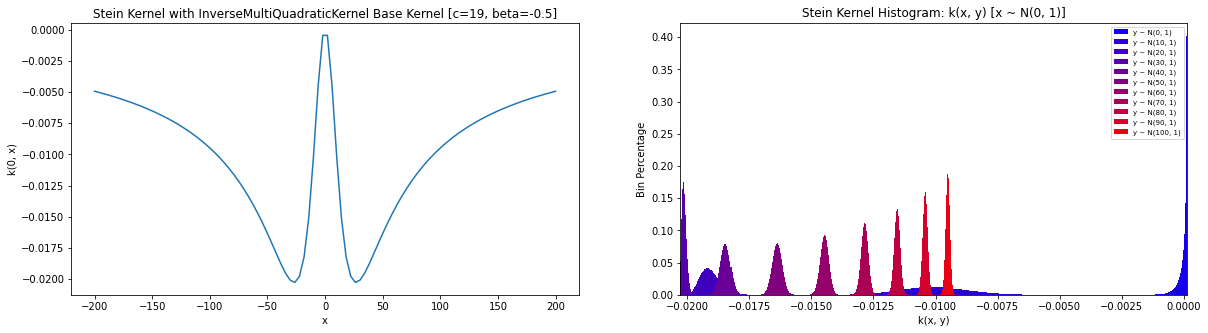 Stein Kernel with InverseMultiQuadraticKernel Base Kernel [c=19, beta=-0.5]
0.0000
−0.0025
−0.0050
−0.0075
−0.0100
−0.0125
−0.0150
−0.0175
−0.0200
k(0, x)
−200
−150
−100
−50
0
50
100
150
200
x
Stein Kernel Histogram: k(x, y) [x ~ N(0, 1)]
0.40
0.35
0.30
0.25
0.20
0.15
0.10
0.05
0.00
Bin Percentage
y ~ N(0, 1)
y ~ N(10, 1)
y ~ N(20, 1)
y ~ N(30, 1)
y ~ N(40, 1)
y ~ N(50, 1)
y ~ N(60, 1)
y ~ N(70, 1)
y ~ N(80, 1)
y ~ N(90, 1)
y ~ N(100, 1)
−0.0200
−0.0175
−0.0150
−0.0125
−0.0100
−0.0075
−0.0050
−0.0025
0.0000
k(x, y)